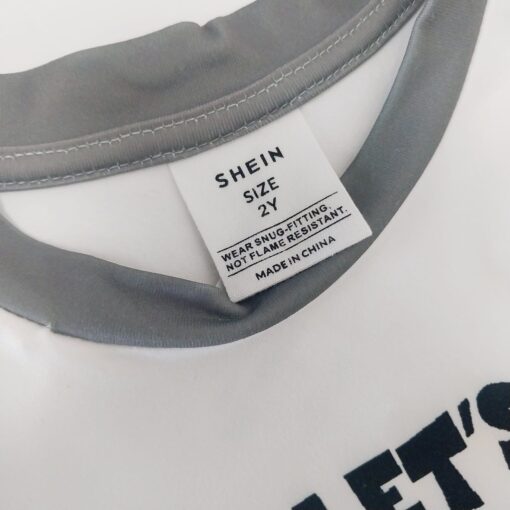 SHEIN
SIZE
2Y
WEAR SNUG-FITTING,
NOT FLAME RESISTANT.
MADE IN CHINA
LET'S